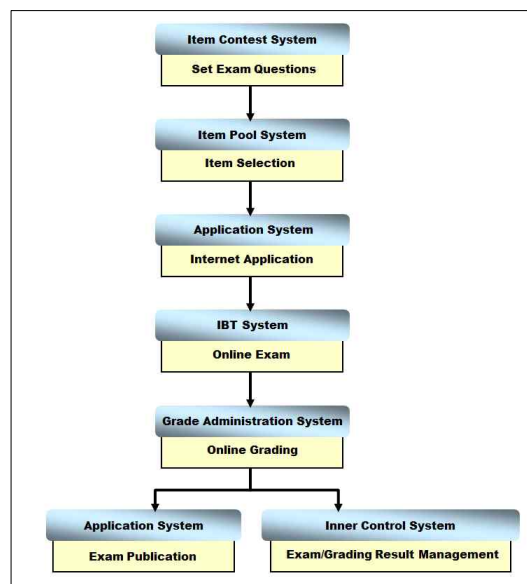 Item Contest System
Set Exam Questions
Item Pool System
Item Selection
Application System
Internet Application
IBT System
Online Exam
Grade Administration System
Online Grading
Application System
Exam Publication
Inner Control System
Exam/Grading Result Management